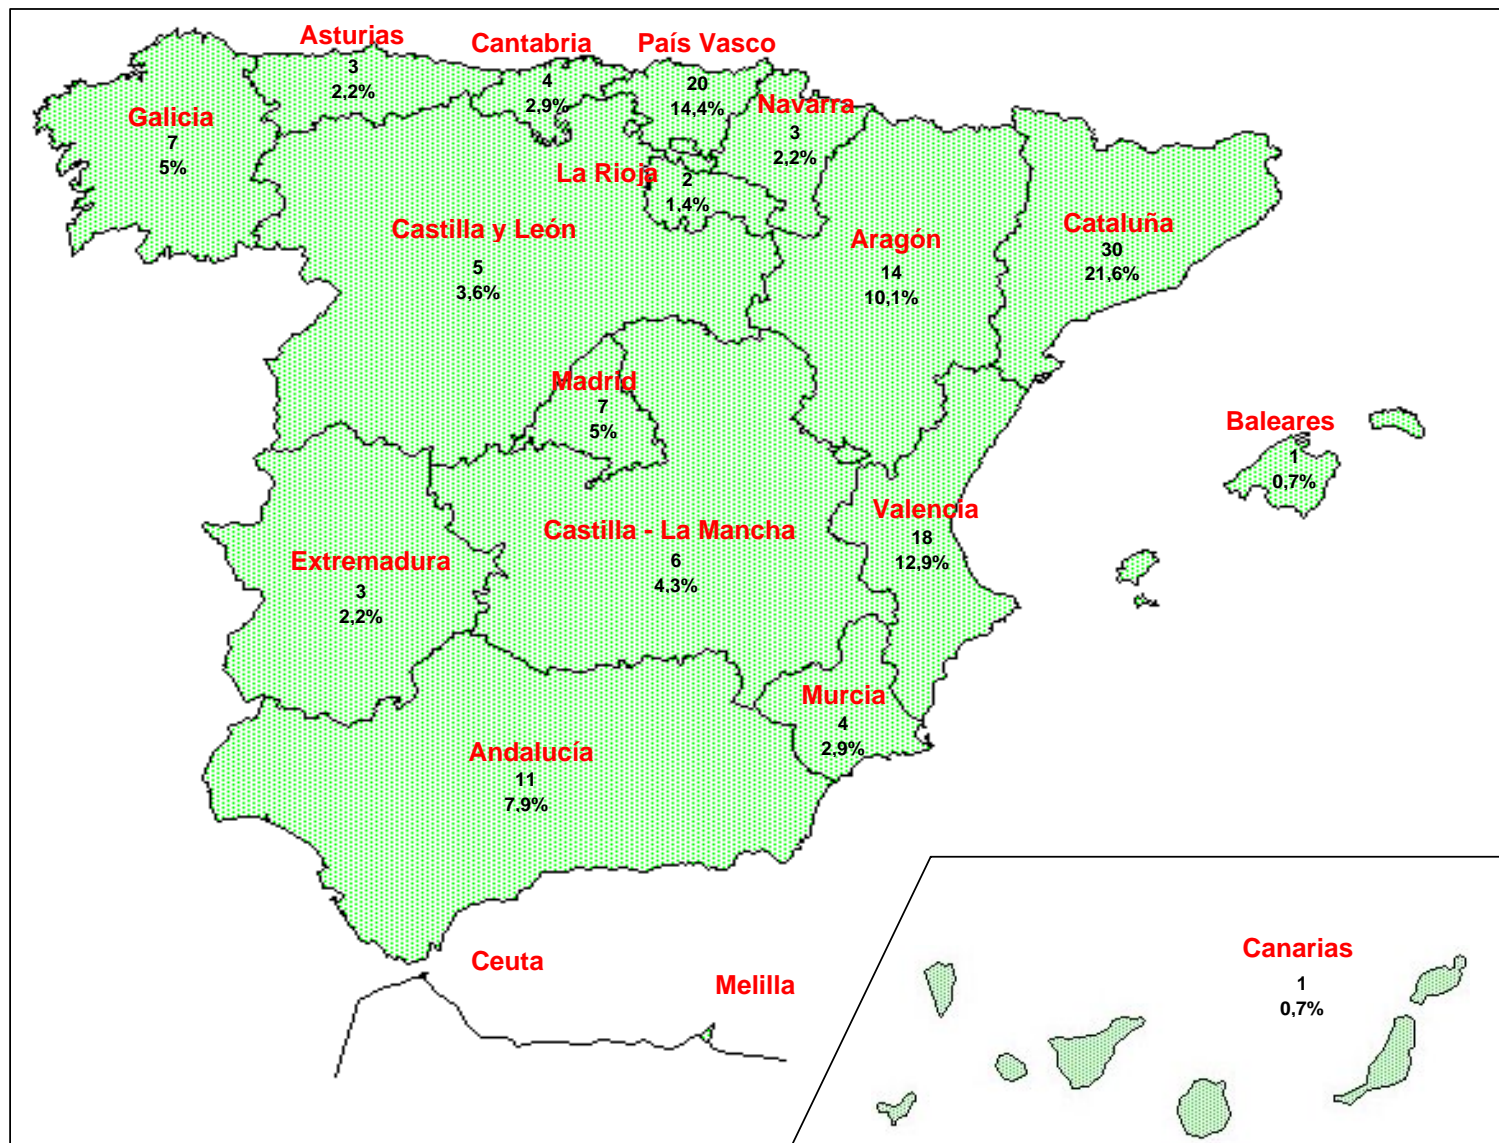 Asturias
3
2,2%
Cantabria
4
2,9%
País Vasco
20
14,4%
Navarra
3
2,2%
Galicia
7
5%
La Rioja
2
1,4%
Castilla y León
5
3,6%
Aragón
14
10,1%
Cataluña
30
21,6%
Madrid
7
5%
Baleares
1
0,7%
Valencia
18
12,9%
Castilla - La Mancha
6
4,3%
Extremadura
3
2,2%
Murcia
4
2,9%
Andalucía
11
7,9%
Ceuta
Melilla
Canarias
1
0,7%